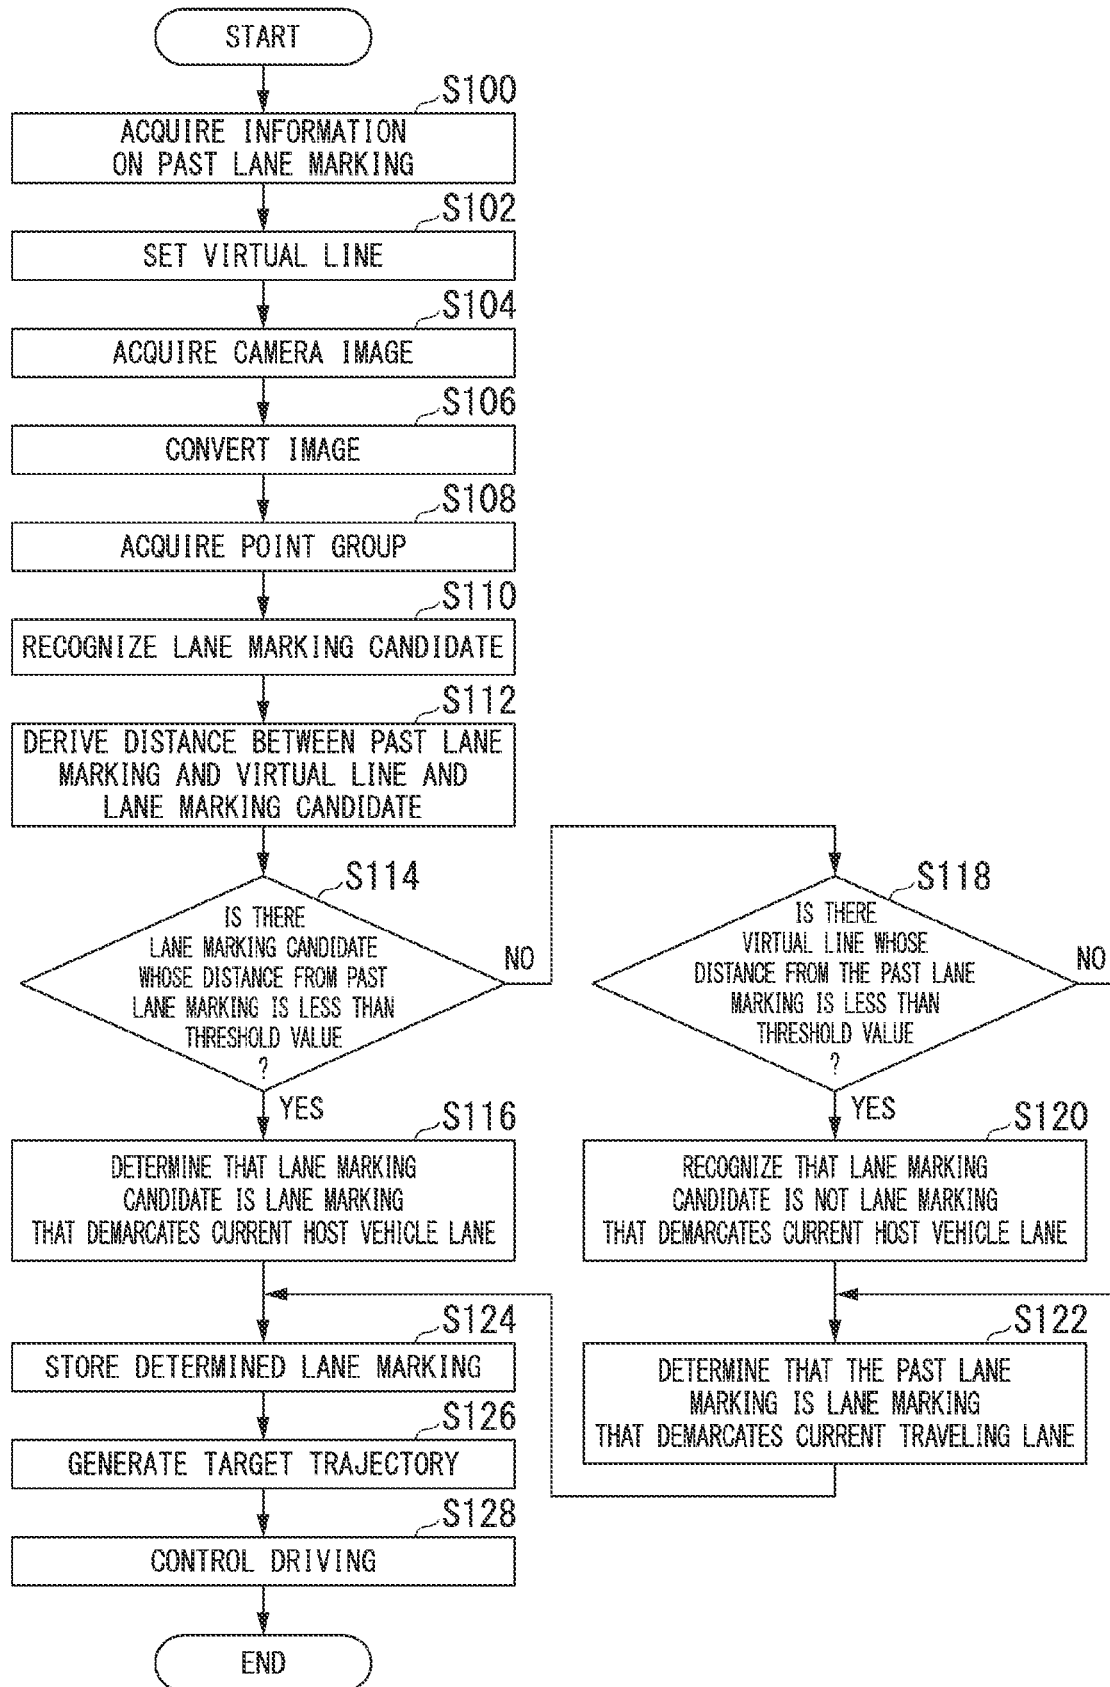 START
S100
ACQUIRE INFORMATION
ON PAST LANE MARKING
S102
SET VIRTUAL LINE
S104
ACQUIRE CAMERA IMAGE
S106
CONVERT IMAGE
S108
ACQUIRE POINT GROUP
S110
RECOGNIZE LANE MARKING CANDIDATE
S112
DERIVE DISTANCE BETWEEN PAST LANE
MARKING AND VIRTUAL LINE AND
LANE MARKING CANDIDATE
S114
IS THERE
LANE MARKING CANDIDATE
WHOSE DISTANCE FROM PAST
LANE MARKING IS LESS THAN
THRESHOLD VALUE
?
NO
YES
S116
DETERMINE THAT LANE MARKING
CANDIDATE IS LANE MARKING
THAT DEMARCATES CURRENT HOST VEHICLE LANE
S118
IS THERE
VIRTUAL LINE WHOSE
DISTANCE FROM THE PAST LANE
MARKING IS LESS THAN
THRESHOLD VALUE
?
NO
YES
S120
RECOGNIZE THAT LANE MARKING
CANDIDATE IS NOT LANE MARKING
THAT DEMARCATES CURRENT HOST VEHICLE LANE
S122
DETERMINE THAT THE PAST LANE
MARKING IS LANE MARKING
THAT DEMARCATES CURRENT TRAVELING LANE
S124
STORE DETERMINED LANE MARKING
S126
GENERATE TARGET TRAJECTORY
S128
CONTROL DRIVING
END